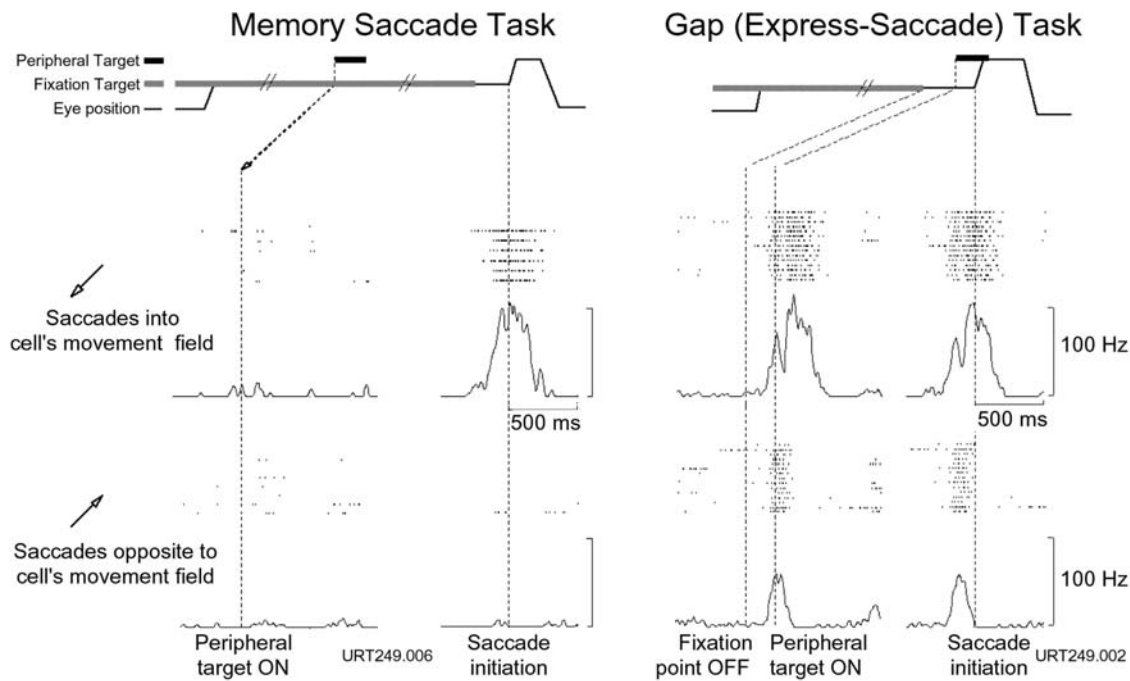 Memory Saccade Task
Gap (Express-Saccade) Task
Peripheral Target
Fixation Target
Eye position
Saccades into
cell's movement field
100 Hz
500 ms
500 ms
Saccades opposite to
cell's movement field
100 Hz
Peripheral
target ON
URT249.006
Saccade
initiation
Fixation
point OFF
Peripheral
target ON
Saccade
initiation
URT249.002